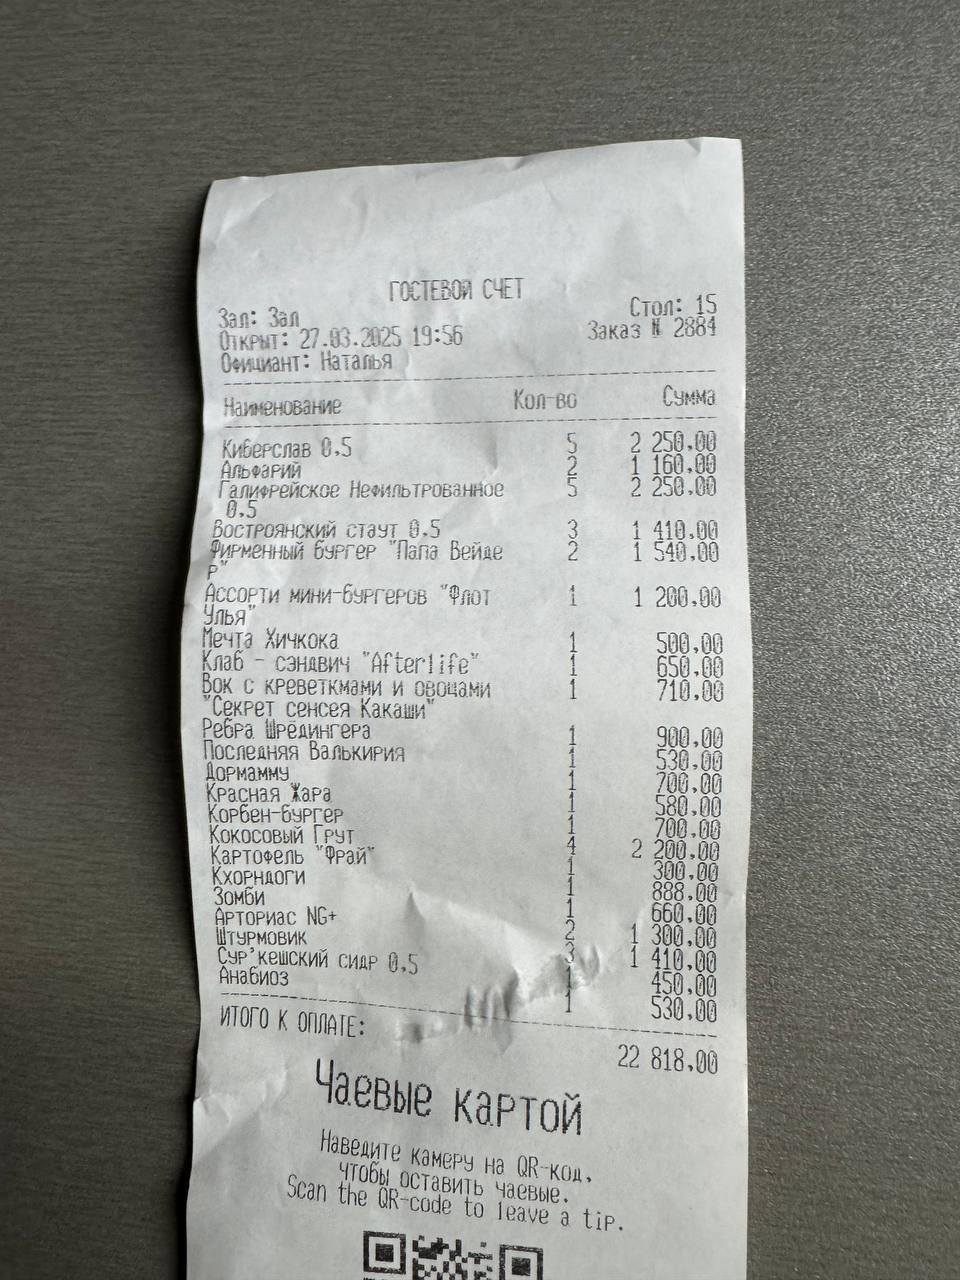 ГОСТЕВОЙ СЧЕТ
Зал: Зал Стол: 15
Открыт: 27.03.2025 19:56 Заказ № 2884
Официант: Наталья
Наименование Кол-во Сумма
Киберслав 0,5 5 2 250,00
Альфарий 2 1 160,00
Галифрейское Нефильтрованное 5 2 250,00
0,5
Востроянский стаут 0,5 3 1 410,00
Фирменный бургер "Папа Вейде 2 1 540,00
р"
Ассорти мини-бургеров "Флот 1 1 200,00
Улья"
Мечта Хичкока 1 500,00
Клаб - сэндвич "Afterlife" 1 650,00
Вок с креветкмами и овощами 1 710,00
"Секрет сенсея Какаши"
Ребра Шрёдингера 1 900,00
Последняя Валькирия 1 530,00
Дормамму 1 700,00
Красная Жара 1 580,00
Корбен-бургер 1 700,00
Кокосовый Грут 4 2 200,00
Картофель "Фрай" 1 300,00
Кхорндоги 1 888,00
Зомби 1 660,00
Арториас NG+ 2 1 300,00
Штурмовик 3 1 410,00
Сур'кешский сидр 0,5 1 450,00
Анабиоз 1 530,00
ИТОГО К ОПЛАТЕ: 22 818,00
Чаевые картой
Наведите камеру на QR-код,
чтобы оставить чаевые.
Scan the QR-code to leave a tip.